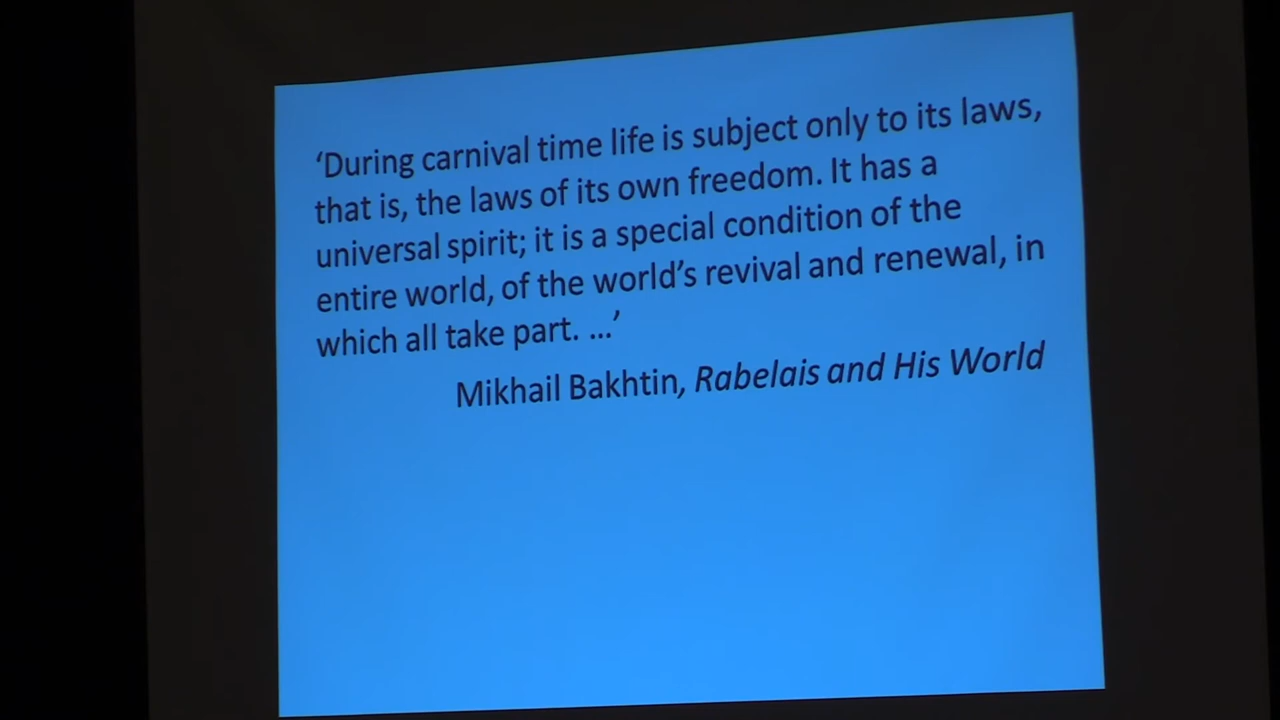 ‘During carnival time life is subject only to its laws,
that is, the laws of its own freedom. It has a
universal spirit; it is a special condition of the
entire world, of the world’s revival and renewal, in
which all take part. ...’
Mikhail Bakhtin, Rabelais and His World